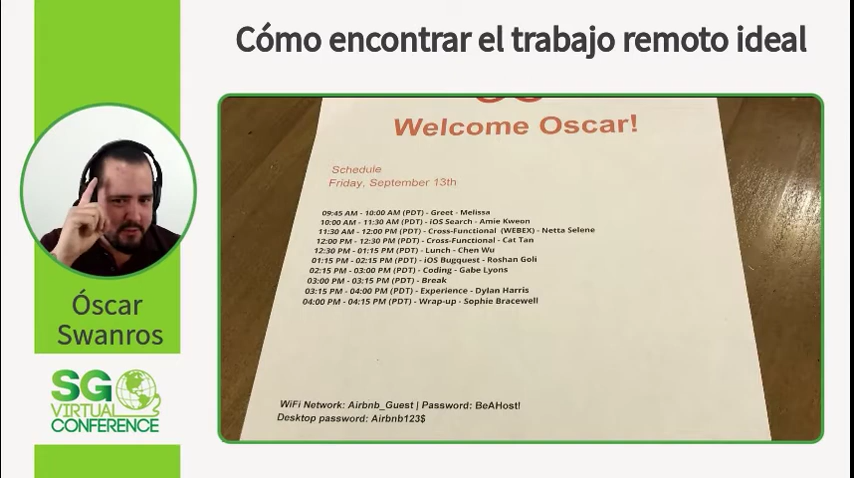 Cómo encontrar el trabajo remoto ideal
Welcome Oscar!
Schedule
Friday, September 13th
09:45 AM - 10:00 AM (PDT) - Greet - Melissa
10:00 AM - 11:30 AM (PDT) - iOS Search - Amie Kweon
11:30 AM - 12:00 PM (PDT) - Cross-Functional (WEBEX) - Netta Selene
12:00 PM - 12:30 PM (PDT) - Cross-Functional - Cat Tan
12:30 PM - 01:15 PM (PDT) - Lunch - Chen Wu
01:15 PM - 02:15 PM (PDT) - iOS Bugquest - Roshan Goli
02:15 PM - 03:00 PM (PDT) - Coding - Gabe Lyons
03:00 PM - 03:15 PM (PDT) - Break
03:15 PM - 04:00 PM (PDT) - Experience - Dylan Harris
04:00 PM - 04:15 PM (PDT) - Wrap-up - Sophie Bracewell
WiFi Network: Airbnb_Guest | Password: BeAHost!
Desktop password: Airbnb123$
Óscar
Swanros
SG
VIRTUAL
CONFERENCE